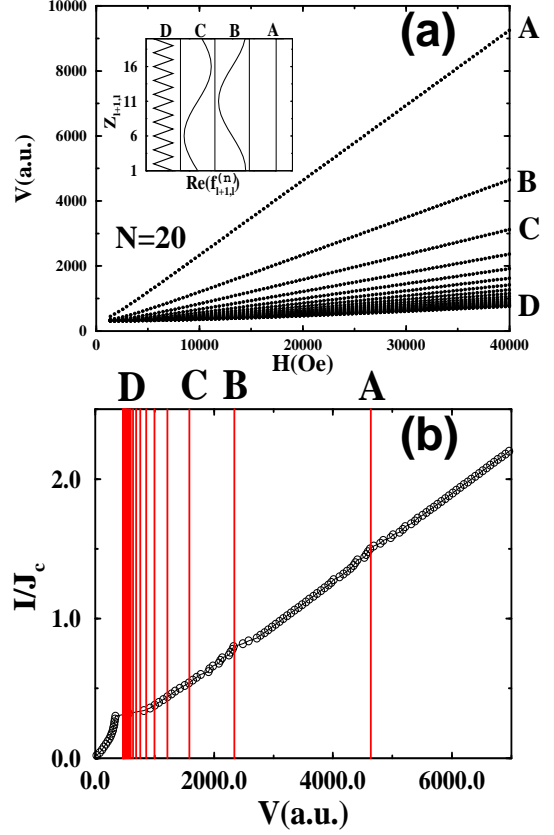 (a)
10000
8000
6000
4000
2000
0
V(a.u.)
D C B A
16
11
6
1
Z_{l+1,l}
Re(f_{l+1,l}^{(n)})
N=20
A
B
C
D
0 10000 20000 30000 40000
H(Oe)
D C B A
(b)
2.0
1.0
0.0
I/J_c
0.0 2000.0 4000.0 6000.0
V(a.u.)